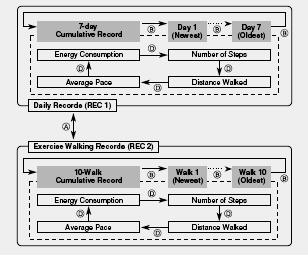 7-day
Cumulative Record
Ⓑ
Day 1
(Newest)
Ⓑ
Day 7
(Oldest)
Ⓑ
Ⓓ
Energy Consumption
Number of Steps
Ⓓ
Ⓓ
Average Pace
Ⓓ
Distance Walked
Daily Records (REC 1)
Ⓐ
Exercise Walking Records (REC 2)
10-Walk
Cumulative Record
Ⓑ
Walk 1
(Newest)
Ⓑ
Walk 10
(Oldest)
Ⓑ
Ⓓ
Energy Consumption
Number of Steps
Ⓓ
Ⓓ
Average Pace
Ⓓ
Distance Walked